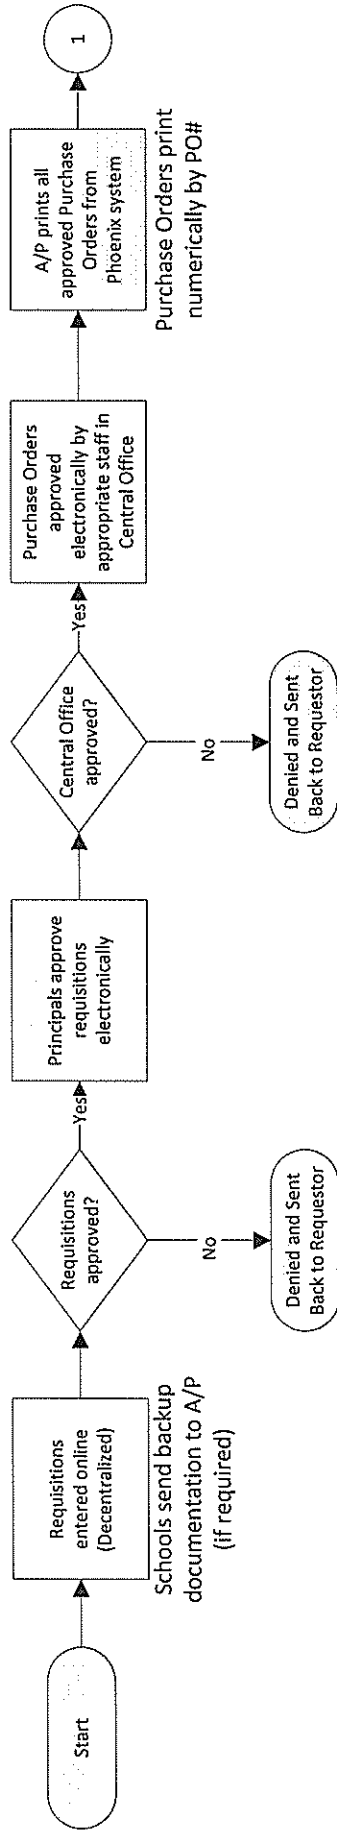 Start
Requisitions
entered online
(Decentralized)
Schools send backup
documentation to A/P
(if required)
Requisitions
approved?
Yes
No
Denied and Sent
Back to Requestor
Principals approve
requisitions
electronically
Central Office
approved?
Yes
No
Denied and Sent
Back to Requestor
Purchase Orders
approved
electronically by
appropriate staff in
Central Office
A/P prints all
approved Purchase
Orders from
Phoenix system
Purchase Orders print
numerically by PO#
1